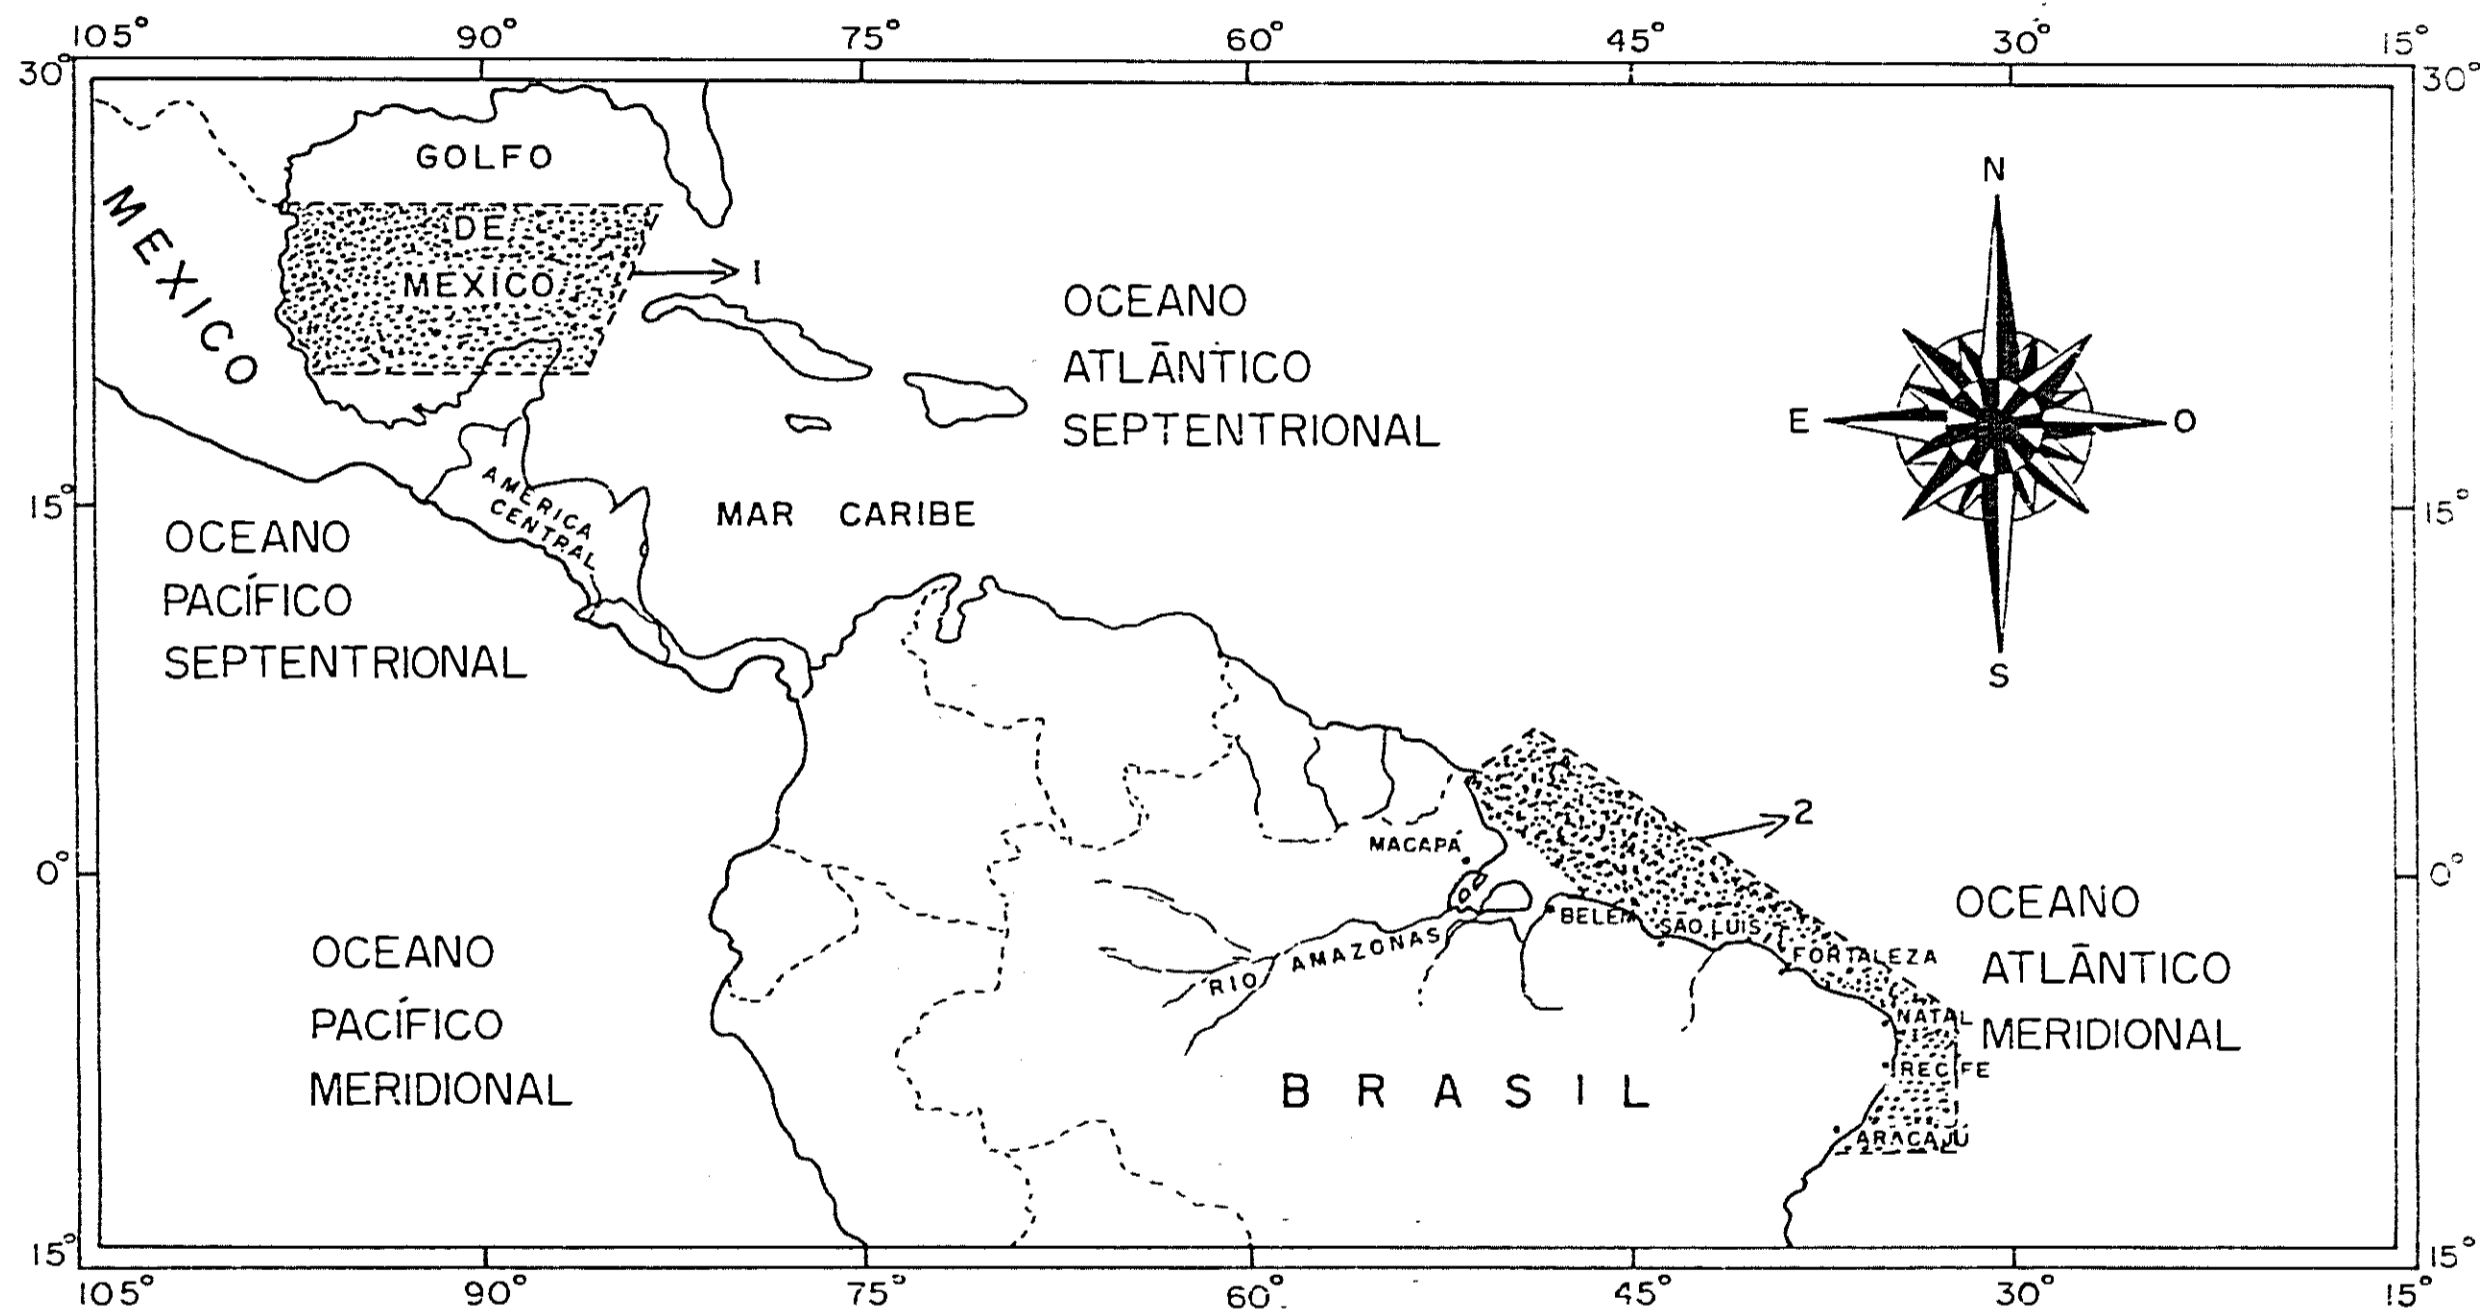 105° 90° 75° 60° 45° 30° 15°
30° 30°
GOLFO
DE
MEXICO
MEXICO
1
OCEANO
ATLÂNTICO
SEPTENTRIONAL
N
E O
S
15° 15°
AMERICA
CENTRAL
MAR CARIBE
OCEANO
PACÍFICO
SEPTENTRIONAL
2
MACAPÁ
0° 0°
BELEM
SÃO LUIS
FORTALEZA
NATAL
RECIFE
ARACAJÚ
RIO AMAZONAS
OCEANO
ATLÂNTICO
MERIDIONAL
OCEANO
PACÍFICO
MERIDIONAL
BRASIL
15° 15°
105° 90° 75° 60° 45° 30° 15°